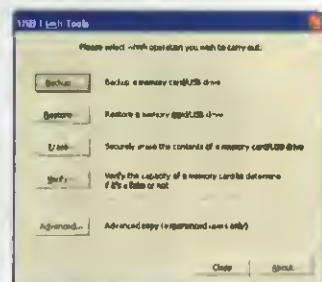 USB Flash Tools
Please select which operation you wish to carry out:
Backup Backup a memory card/USB drive
Restore Restore a memory card/USB drive
Erase Securely erase the contents of a memory card/USB drive
Verify Verify the capacity of a memory card to determine
if it's a fake or not
Advanced... Advanced copy (experienced users only)
Close About